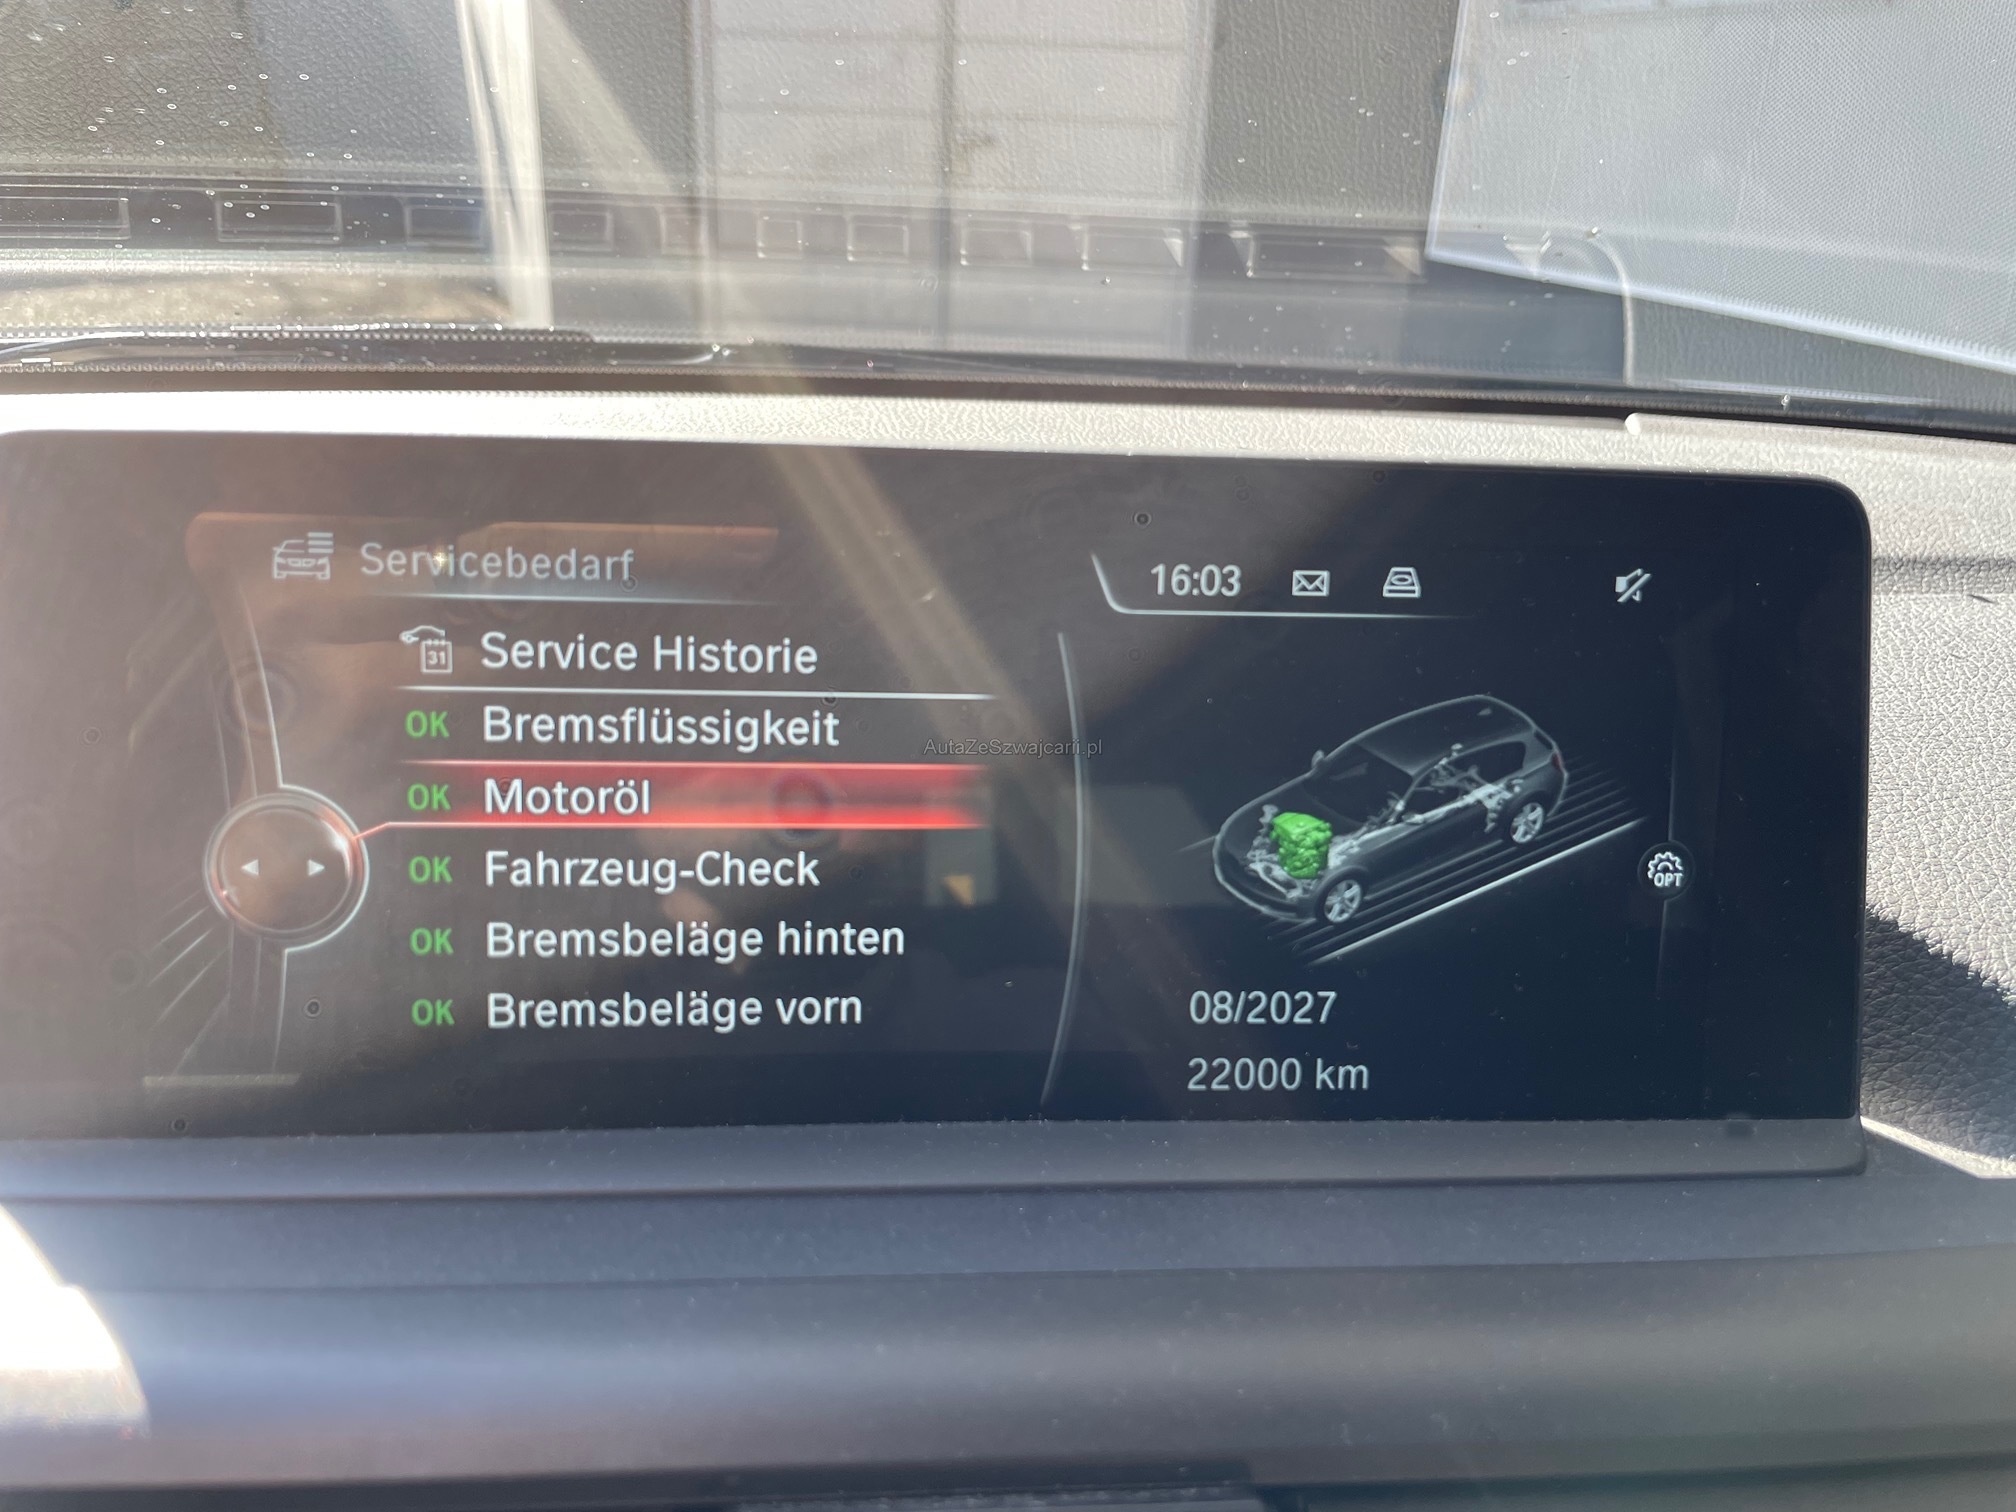 Servicebedarf
16:03
31 Service Historie
OK Bremsflüssigkeit
AutaZeSzwajcarii.pl
OK Motoröl
OK Fahrzeug-Check
OPT
OK Bremsbeläge hinten
OK Bremsbeläge vorn
08/2027
22000 km